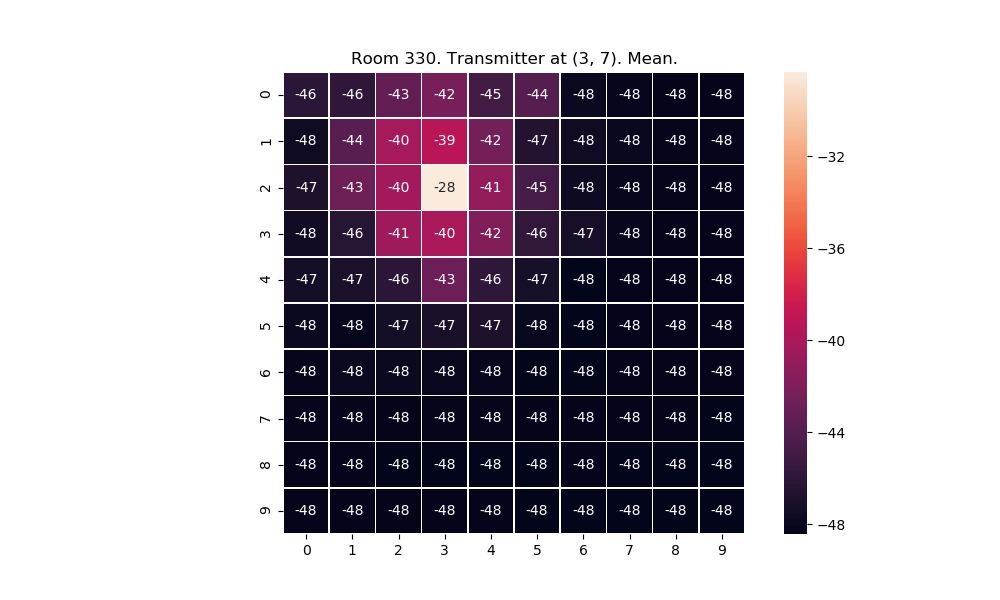 Room 330. Transmitter at (3, 7). Mean.
0 -46 -46 -43 -42 -45 -44 -48 -48 -48 -48
1 -48 -44 -40 -39 -42 -47 -48 -48 -48 -48
2 -47 -43 -40 -28 -41 -45 -48 -48 -48 -48
3 -48 -46 -41 -40 -42 -46 -47 -48 -48 -48
4 -47 -47 -46 -43 -46 -47 -48 -48 -48 -48
5 -48 -48 -47 -47 -47 -48 -48 -48 -48 -48
6 -48 -48 -48 -48 -48 -48 -48 -48 -48 -48
7 -48 -48 -48 -48 -48 -48 -48 -48 -48 -48
8 -48 -48 -48 -48 -48 -48 -48 -48 -48 -48
9 -48 -48 -48 -48 -48 -48 -48 -48 -48 -48
0 1 2 3 4 5 6 7 8 9
−32
−36
−40
−44
−48